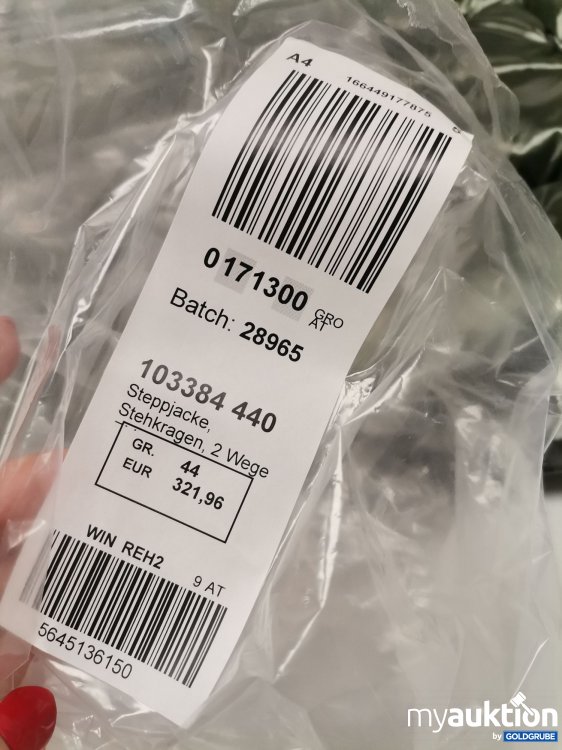 A4
166449177875
0171300 GRO
AT
Batch: 28965
103384 440
Steppjacke,
Stehkragen, 2 Wege
GR. 44
EUR 321,96
WIN REH2
9 AT
5645136150
myauktion
by GOLDGRUBE